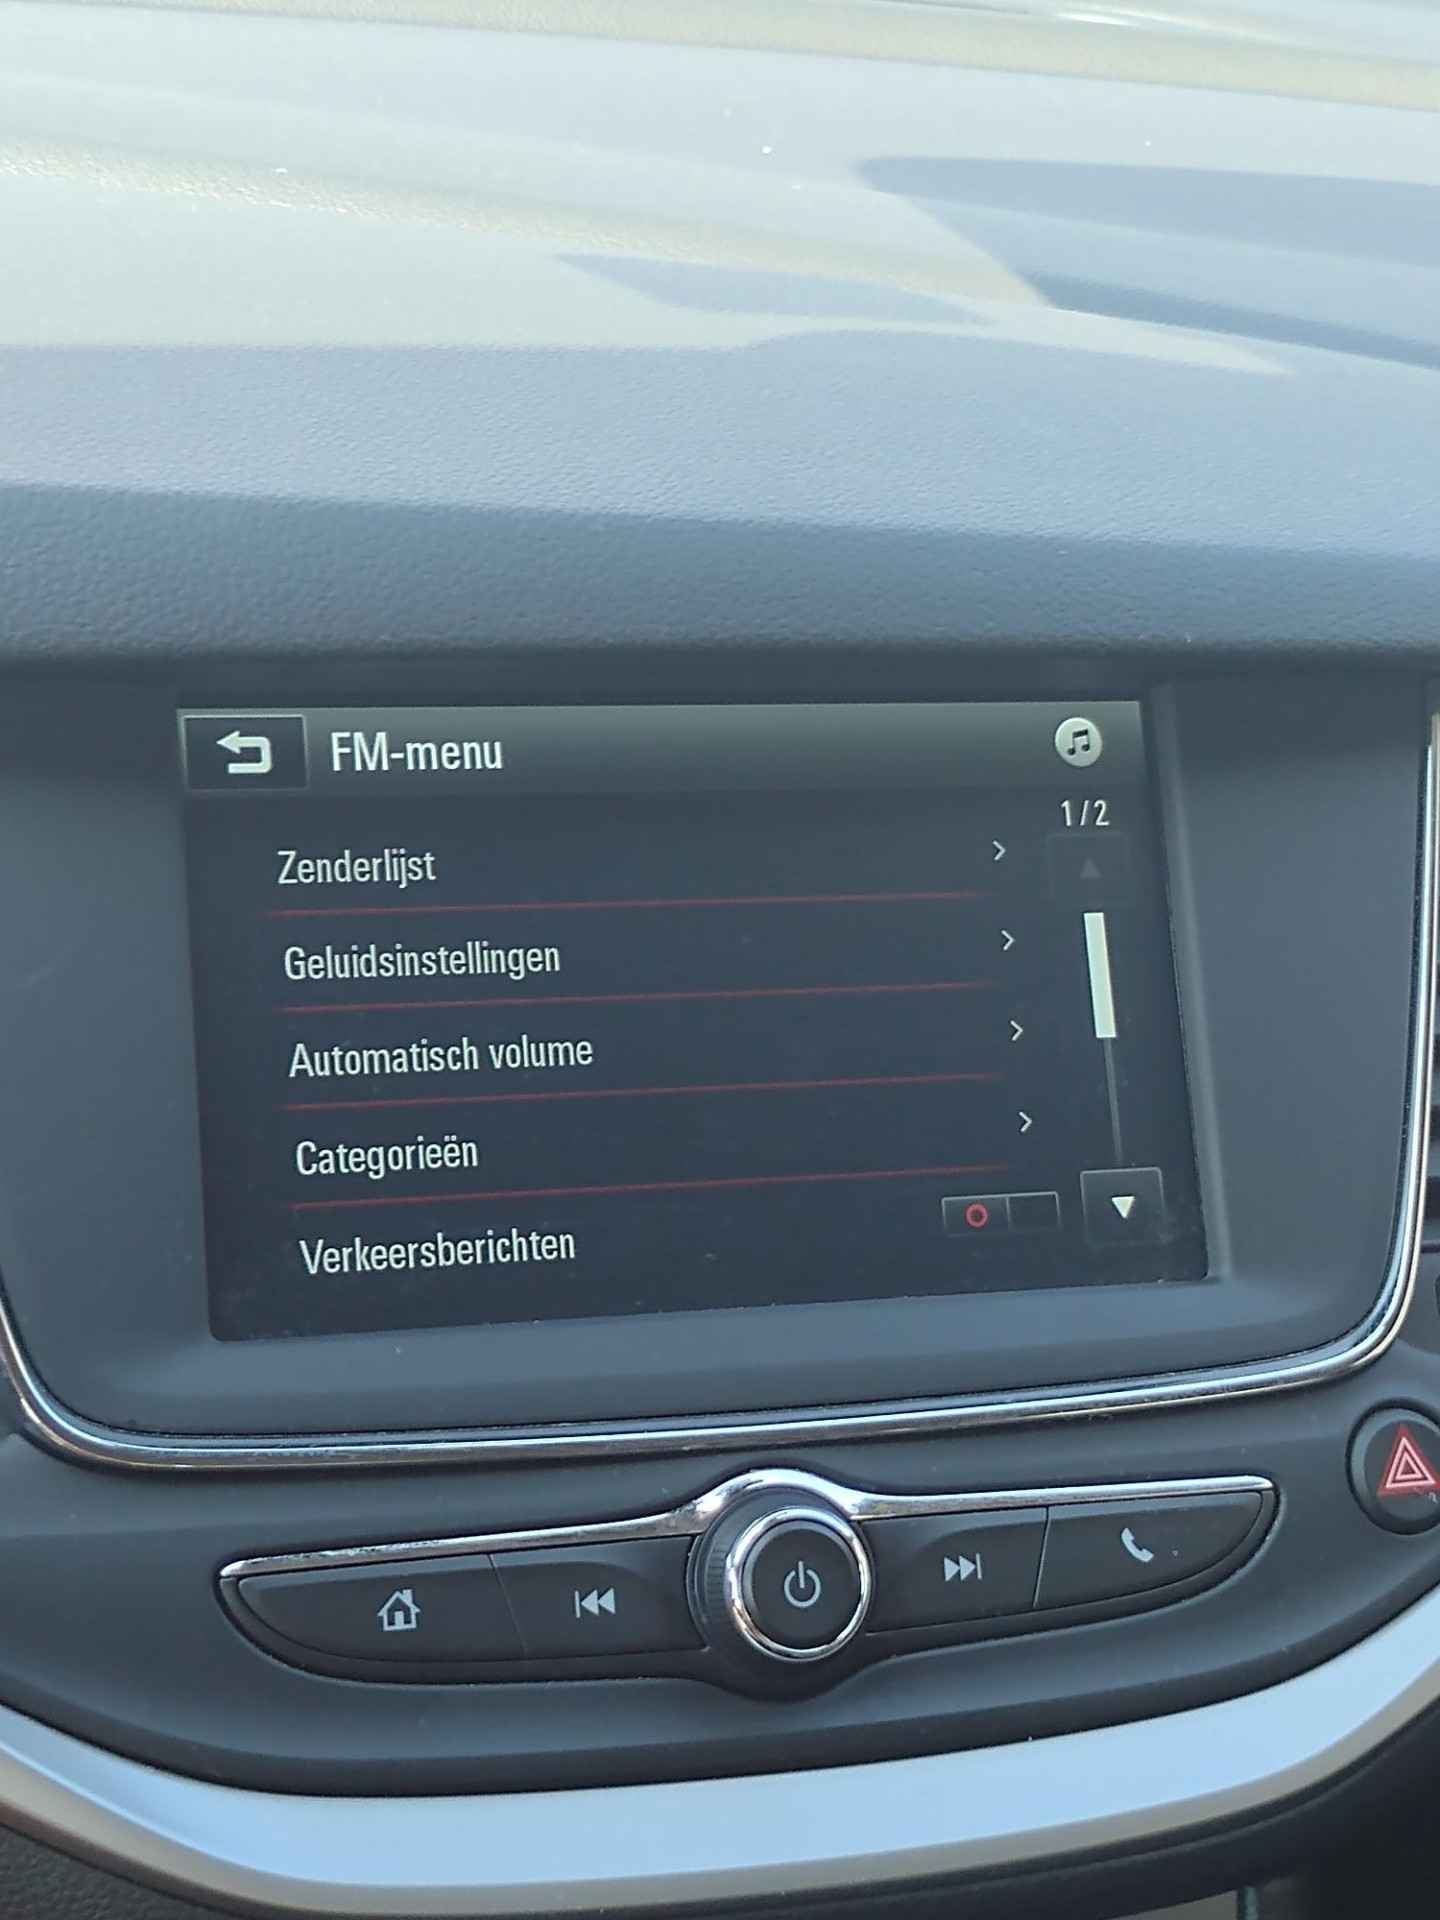 FM-menu
1/2
Zenderlijst
Geluidsinstellingen
Automatisch volume
Categorieën
Verkeersberichten